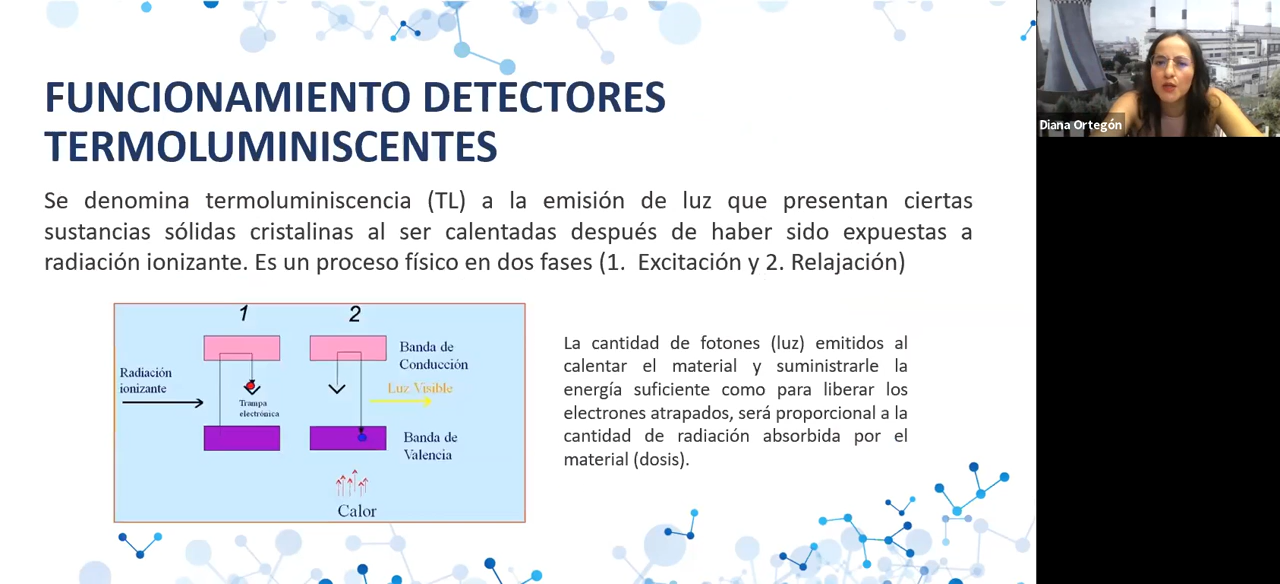 FUNCIONAMIENTO DETECTORES
TERMOLUMINISCENTES
Se denomina termoluminiscencia (TL) a la emisión de luz que presentan ciertas
sustancias sólidas cristalinas al ser calentadas después de haber sido expuestas a
radiación ionizante. Es un proceso físico en dos fases (1. Excitación y 2. Relajación)
1
2
Banda de
Conducción
Radiación
ionizante
Luz Visible
Trampa
electrónica
Banda de
Valencia
Calor
La cantidad de fotones (luz) emitidos al
calentar el material y suministrarle la
energía suficiente como para liberar los
electrones atrapados, será proporcional a la
cantidad de radiación absorbida por el
material (dosis).
Diana Ortegón